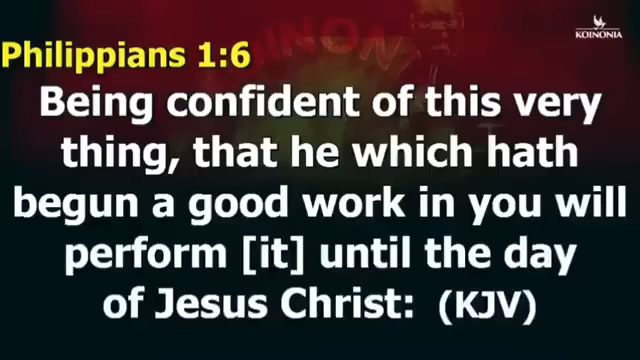 KOINONIA
Philippians 1:6
Being confident of this very
thing, that he which hath
begun a good work in you will
perform [it] until the day
of Jesus Christ: (KJV)